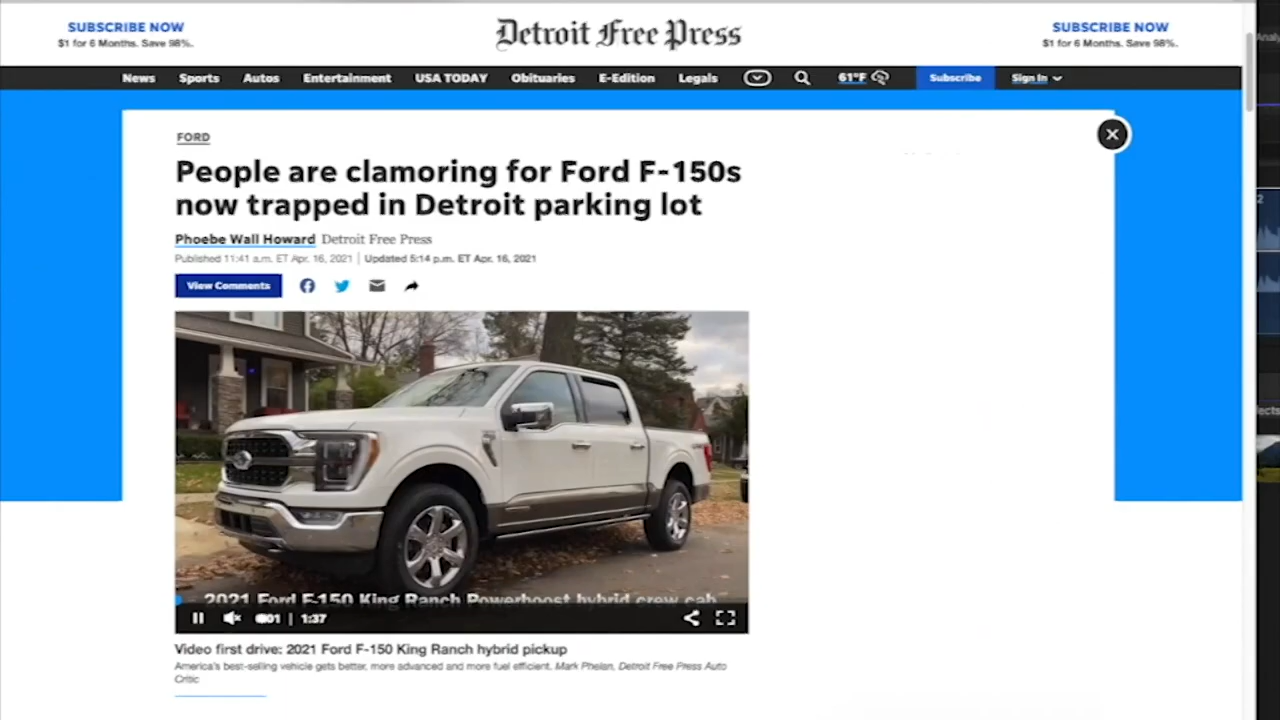 SUBSCRIBE NOW
$1 for 6 Months. Save 98%.
Detroit Free Press
SUBSCRIBE NOW
$1 for 6 Months. Save 98%.
News Sports Autos Entertainment USA TODAY Obituaries E-Edition Legals 61°F Subscribe Sign In
FORD
People are clamoring for Ford F-150s
now trapped in Detroit parking lot
Phoebe Wall Howard Detroit Free Press
Published 11:41 a.m. ET Apr. 16, 2021 | Updated 5:14 p.m. ET Apr. 16, 2021
View Comments
2021 Ford F-150 King Ranch Powerboost hybrid crew cab
1:37
Video first drive: 2021 Ford F-150 King Ranch hybrid pickup
America's best-selling vehicle gets better, more advanced and more fuel efficient. Mark Phelan, Detroit Free Press Auto
Critic